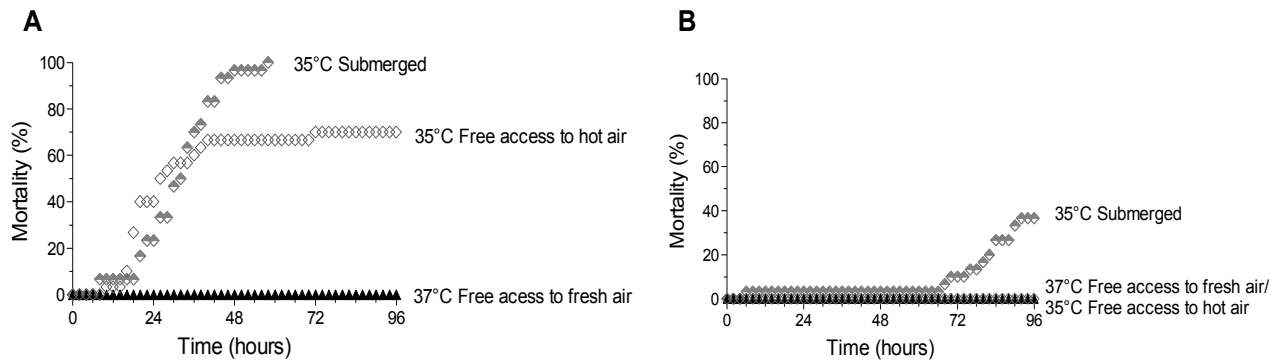 A
B
Mortality (%)
100
80
60
40
20
0
0 24 48 72 96
Time (hours)
35°C Submerged
35°C Free access to hot air
37°C Free acess to fresh air
Mortality (%)
100
80
60
40
20
0
0 24 48 72 96
Time (hours)
35°C Submerged
37°C Free access to fresh air/
35°C Free access to hot air